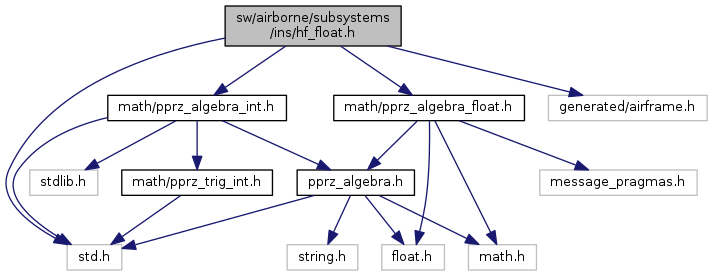 sw/airborne/subsystems
/ins/hf_float.h
math/pprz_algebra_int.h
math/pprz_algebra_float.h
generated/airframe.h
stdlib.h
math/pprz_trig_int.h
pprz_algebra.h
message_pragmas.h
std.h
string.h
float.h
math.h